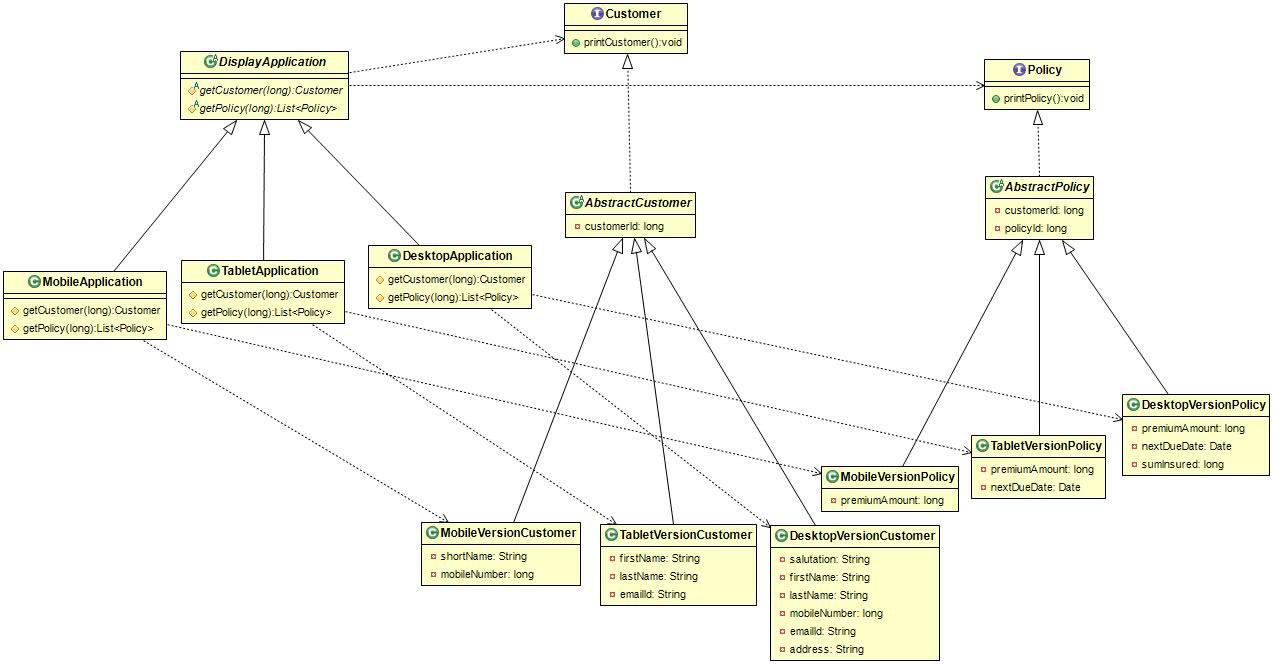 Customer
printCustomer():void
DisplayApplication
getCustomer(long):Customer
getPolicy(long):List<Policy>
Policy
printPolicy():void
AbstractCustomer
customerId: long
AbstractPolicy
customerId: long
policyId: long
MobileApplication
getCustomer(long):Customer
getPolicy(long):List<Policy>
TabletApplication
getCustomer(long):Customer
getPolicy(long):List<Policy>
DesktopApplication
getCustomer(long):Customer
getPolicy(long):List<Policy>
DesktopVersionPolicy
premiumAmount: long
nextDueDate: Date
sumInsured: long
TabletVersionPolicy
premiumAmount: long
nextDueDate: Date
MobileVersionPolicy
premiumAmount: long
MobileVersionCustomer
shortName: String
mobileNumber: long
TabletVersionCustomer
firstName: String
lastName: String
emailId: String
DesktopVersionCustomer
salutation: String
firstName: String
lastName: String
mobileNumber: long
emailId: String
address: String